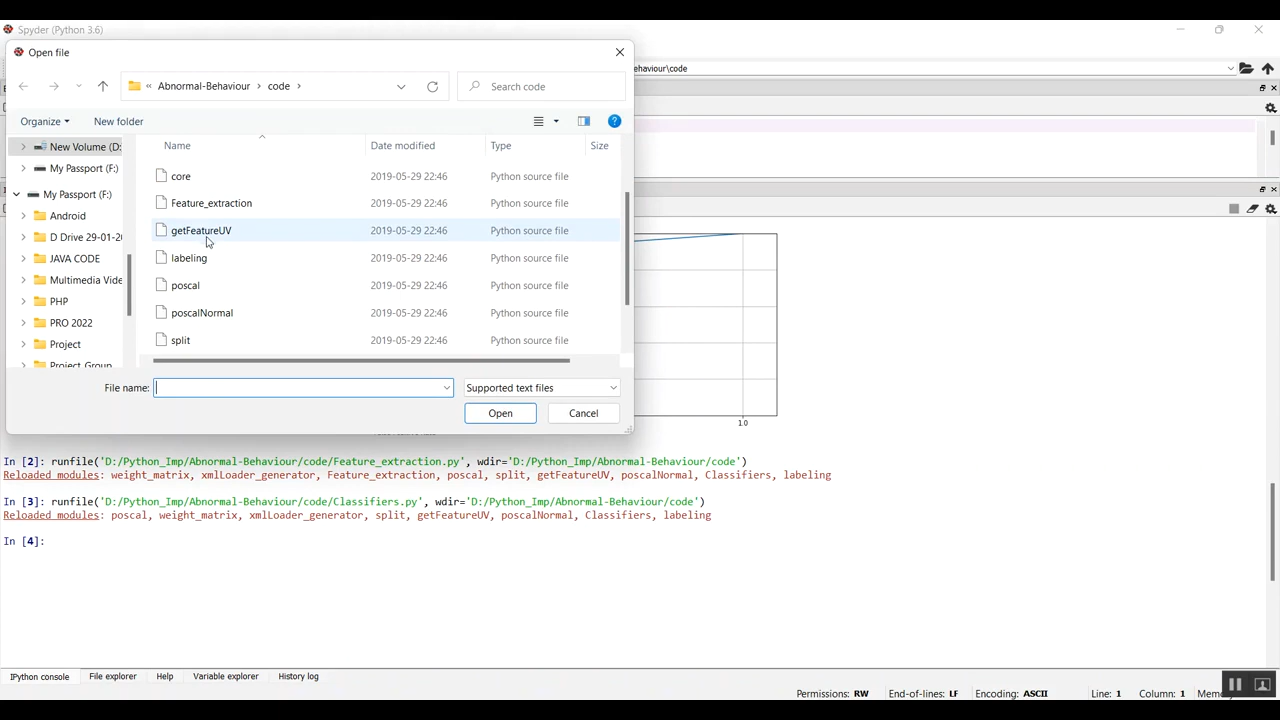 Spyder (Python 3.6)
Open file
ehaviour\code
« Abnormal-Behaviour > code >
Search code
Organize
New folder
Name
Date modified
Type
Size
New Volume (D:
My Passport (F:)
My Passport (F:)
Android
D Drive 29-01-2
JAVA CODE
Multimedia Vide
PHP
PRO 2022
Project
Project Group
core 2019-05-29 22:46 Python source file
Feature_extraction 2019-05-29 22:46 Python source file
getFeatureUV 2019-05-29 22:46 Python source file
labeling 2019-05-29 22:46 Python source file
poscal 2019-05-29 22:46 Python source file
poscalNormal 2019-05-29 22:46 Python source file
split 2019-05-29 22:46 Python source file
File name:
Supported text files
Open
Cancel
1.0
In [2]: runfile('D:/Python_Imp/Abnormal-Behaviour/code/Feature_extraction.py', wdir='D:/Python_Imp/Abnormal-Behaviour/code')
Reloaded modules: weight_matrix, xmlLoader_generator, Feature_extraction, poscal, split, getFeatureUV, poscalNormal, Classifiers, labeling
In [3]: runfile('D:/Python_Imp/Abnormal-Behaviour/code/Classifiers.py', wdir='D:/Python_Imp/Abnormal-Behaviour/code')
Reloaded modules: poscal, weight_matrix, xmlLoader_generator, split, getFeatureUV, poscalNormal, Classifiers, labeling
In [4]:
IPython console
File explorer
Help
Variable explorer
History log
Permissions: RW
End-of-lines: LF
Encoding: ASCII
Line: 1
Column: 1